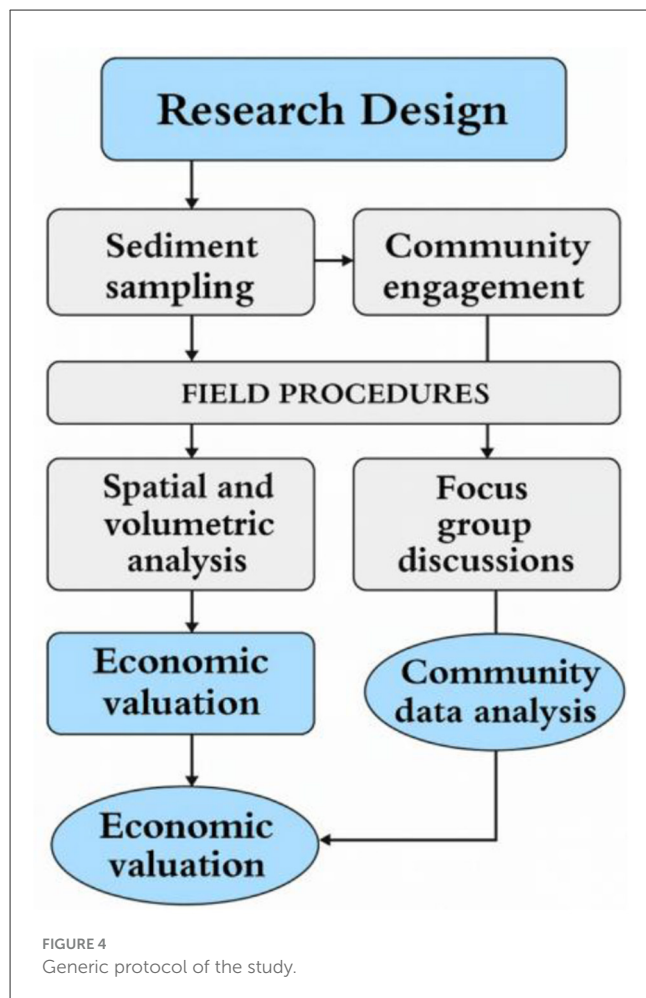 Research Design
Sediment
sampling
Community
engagement
FIELD PROCEDURES
Spatial and
volumetric
analysis
Focus
group
discussions
Economic
valuation
Community
data analysis
Economic
valuation
FIGURE 4
Generic protocol of the study.